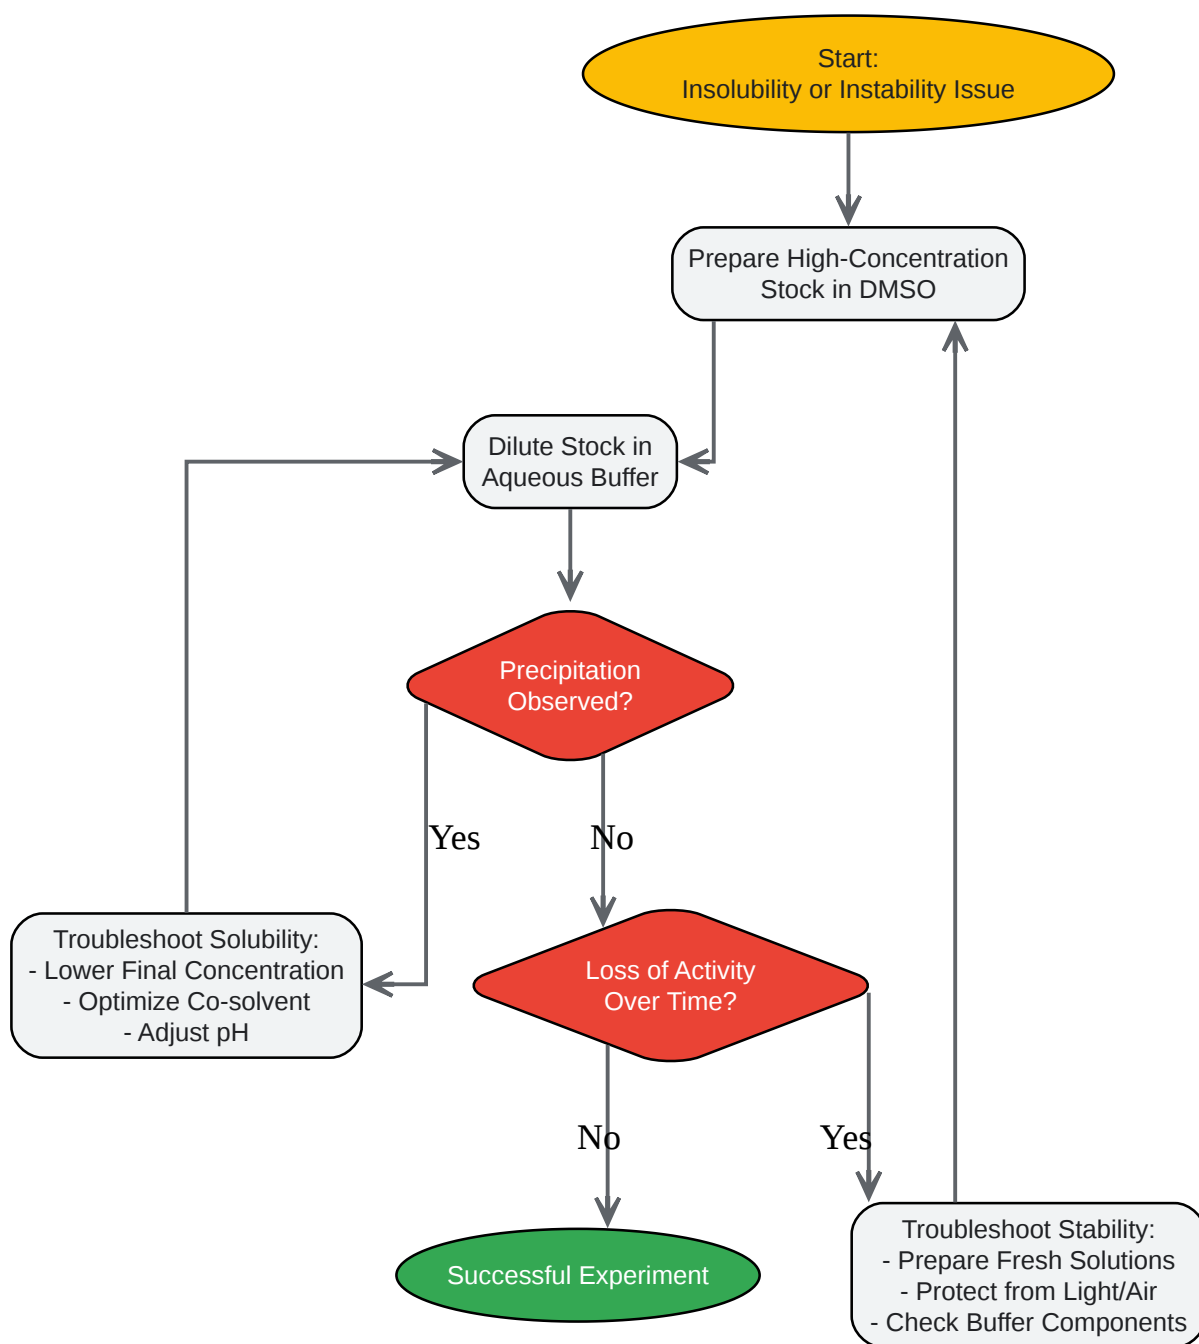 Start:
Insolubility or Instability Issue
Prepare High-Concentration
Stock in DMSO
Dilute Stock in
Aqueous Buffer
Precipitation
Observed?
Yes
No
Troubleshoot Solubility:
- Lower Final Concentration
- Optimize Co-solvent
- Adjust pH
Loss of Activity
Over Time?
No
Yes
Successful Experiment
Troubleshoot Stability:
- Prepare Fresh Solutions
- Protect from Light/Air
- Check Buffer Components